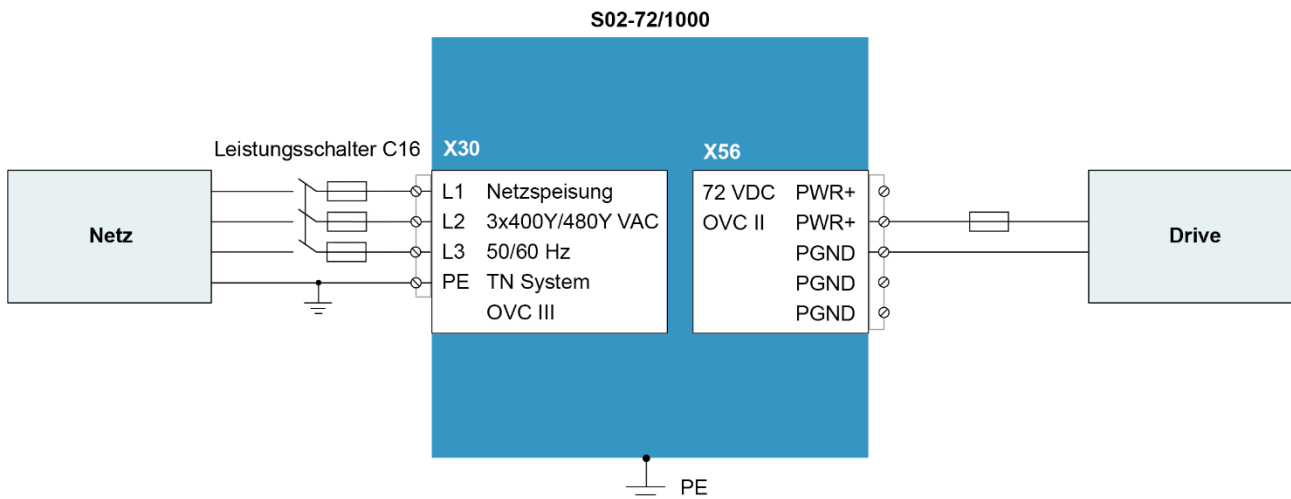 S02-72/1000
Leistungsschalter C16
X30
X56
L1 Netzspeisung
72 VDC PWR+
L2 3x400Y/480Y VAC
OVC II PWR+
Netz
L3 50/60 Hz
PGND
Drive
PE TN System
PGND
OVC III
PGND
PE